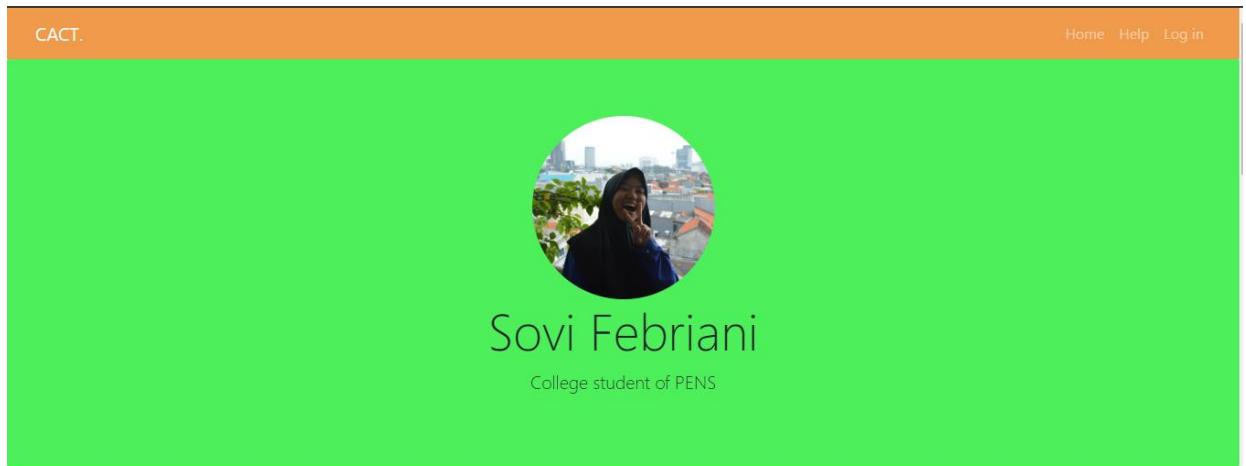 CACT.
Home Help Log in
Sovi Febriani
College student of PENS